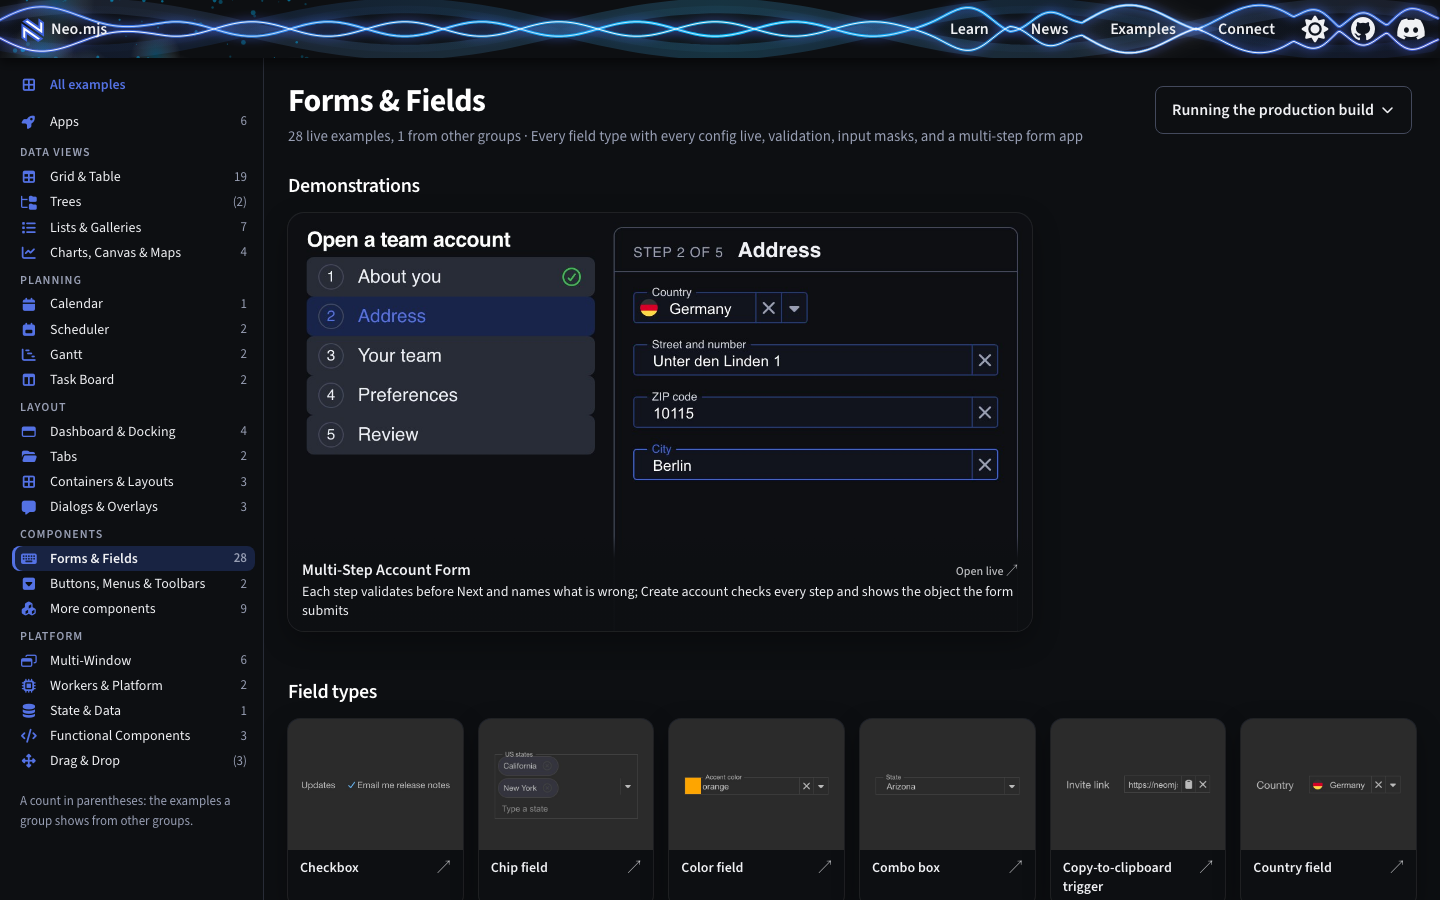 Neo.mjs
Learn
News
Examples
Connect
All examples
Apps 6
DATA VIEWS
Grid & Table 19
Trees (2)
Lists & Galleries 7
Charts, Canvas & Maps 4
PLANNING
Calendar 1
Scheduler 2
Gantt 2
Task Board 2
LAYOUT
Dashboard & Docking 4
Tabs 2
Containers & Layouts 3
Dialogs & Overlays 3
COMPONENTS
Forms & Fields 28
Buttons, Menus & Toolbars 2
More components 9
PLATFORM
Multi-Window 6
Workers & Platform 2
State & Data 1
Functional Components 3
Drag & Drop (3)
A count in parentheses: the examples a
group shows from other groups.
Forms & Fields
28 live examples, 1 from other groups · Every field type with every config live, validation, input masks, and a multi-step form app
Running the production build
Demonstrations
Open a team account
1 About you
2 Address
3 Your team
4 Preferences
5 Review
STEP 2 OF 5 Address
Country
Germany
Street and number
Unter den Linden 1
ZIP code
10115
City
Berlin
Multi-Step Account Form
Open live
Each step validates before Next and names what is wrong; Create account checks every step and shows the object the form
submits
Field types
Updates Email me release notes
Checkbox
US states
California
New York
Type a state
Chip field
Accent color
orange
Color field
State
Arizona
Combo box
Invite link https://neomj
Copy-to-clipboard
trigger
Country Germany
Country field